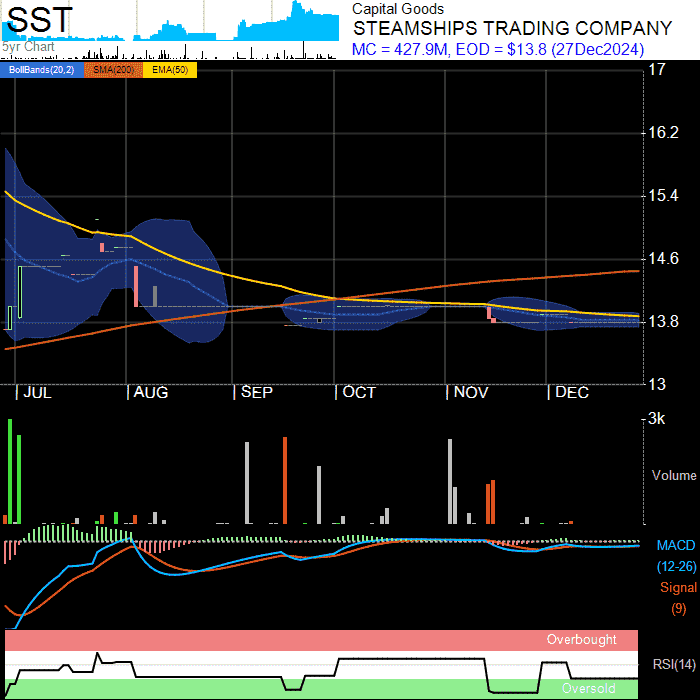 SST
5yr Chart
Capital Goods
STEAMSHIPS TRADING COMPANY
MC = 427.9M, EOD = $13.8 (27Dec2024)
BollBands(20,2) SMA(200) EMA(50)
17
16.2
15.4
14.6
13.8
13
JUL AUG SEP OCT NOV DEC
3k
Volume
MACD
(12-26)
Signal
(9)
Overbought
RSI(14)
Oversold